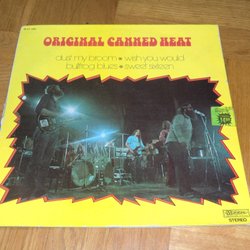 ORIGINAL CANNED HEAT
dust my broom • wish you would
bullfrog blues • sweet sixteen
STEREO